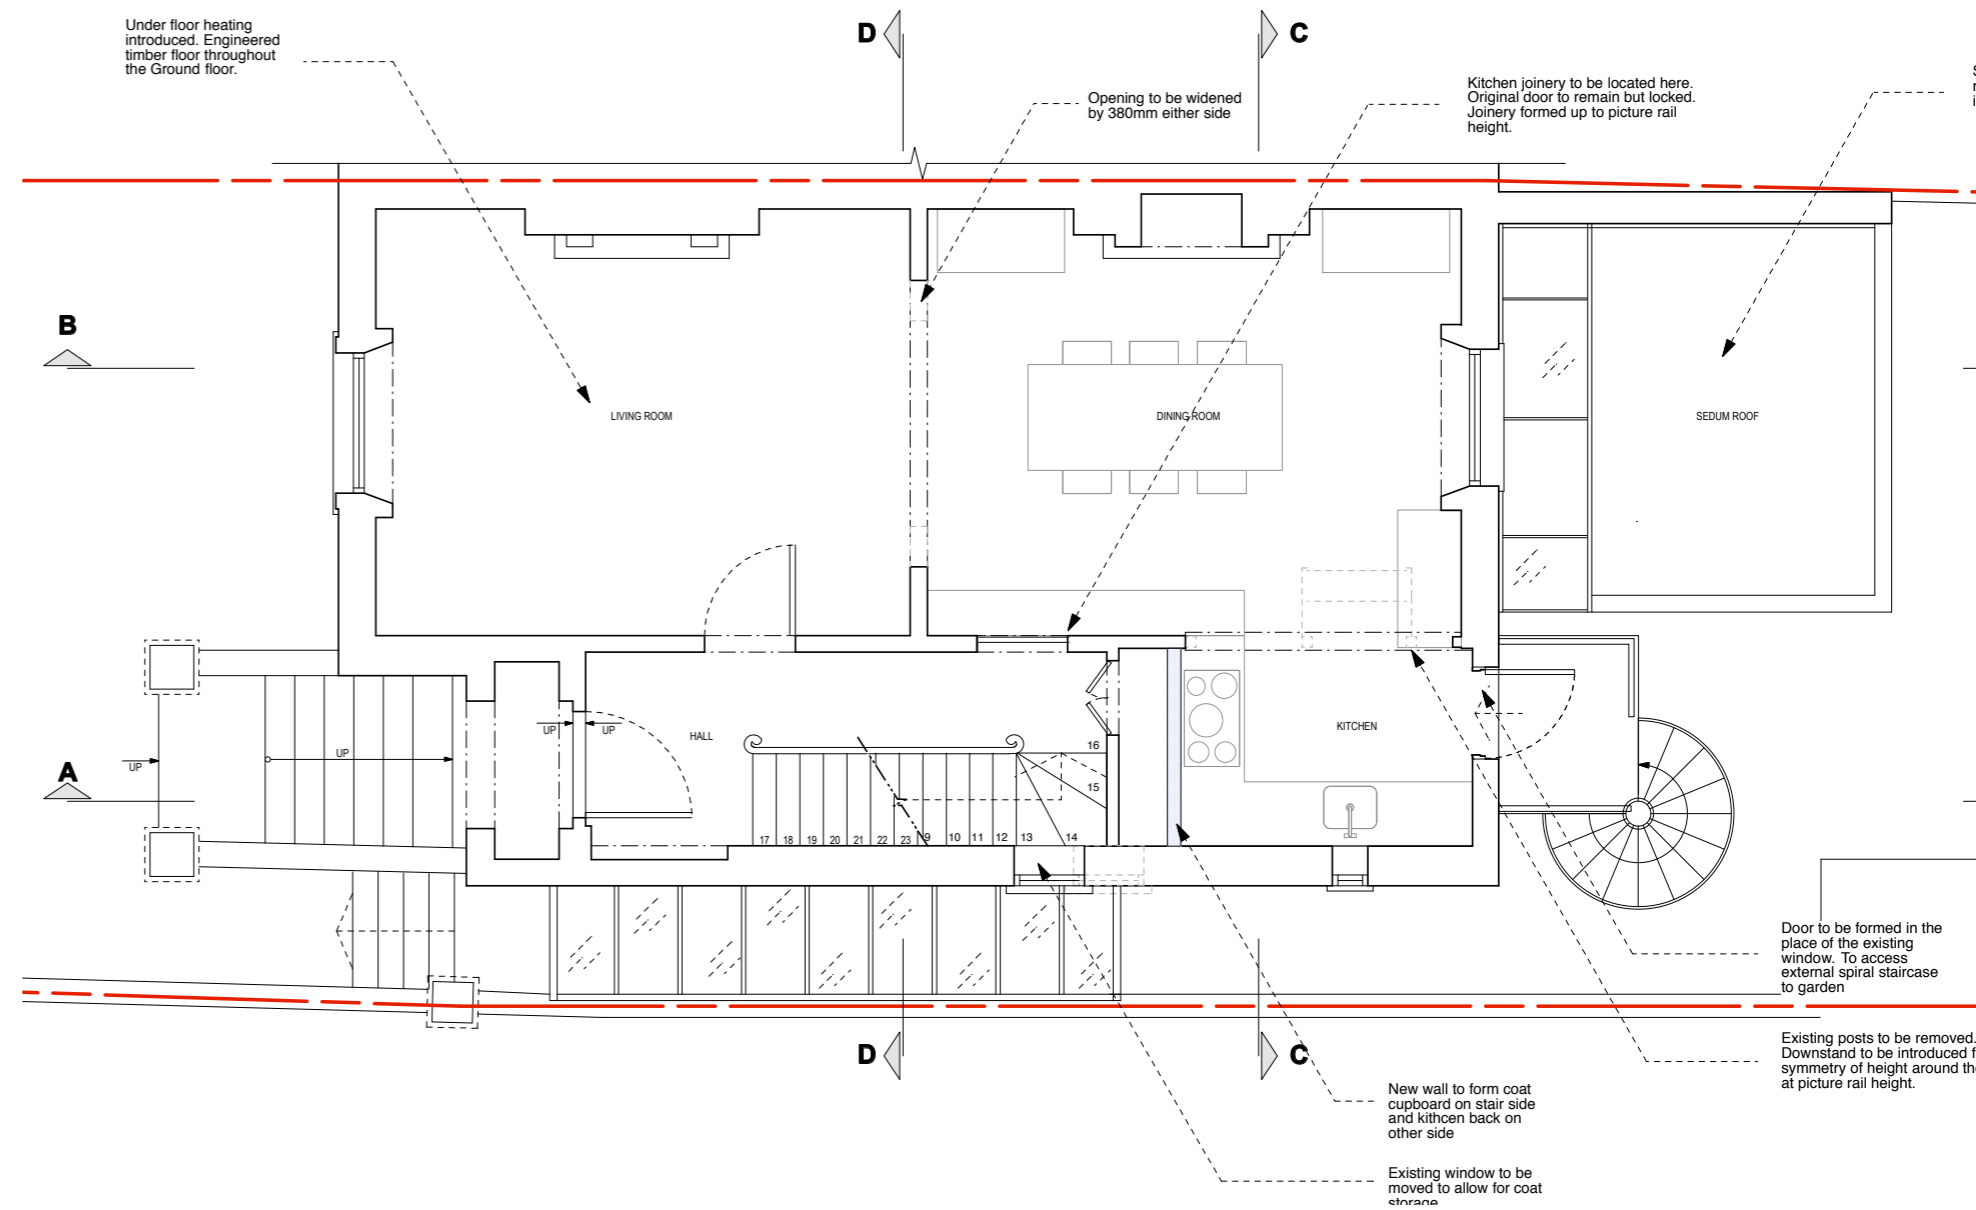 Under floor heating
introduced. Engineered
timber floor throughout
the Ground floor.
D
C
Opening to be widened
by 380mm either side
Kitchen joinery to be located here.
Original door to remain but locked.
Joinery formed up to picture rail
height.
B
LIVING ROOM
DINING ROOM
SEDUM ROOF
A
UP
UP
UP
UP
HALL
KITCHEN
16
15
17 18 19 20 21 22 23 9 10 11 12 13 14
Door to be formed in the
place of the existing
window. To access
external spiral staircase
to garden
D
C
Existing posts to be removed.
Downstand to be introduced
symmetry of height around
at picture rail height.
New wall to form coat
cupboard on stair side
and kithcen back on
other side
Existing window to be
moved to allow for coat
storage